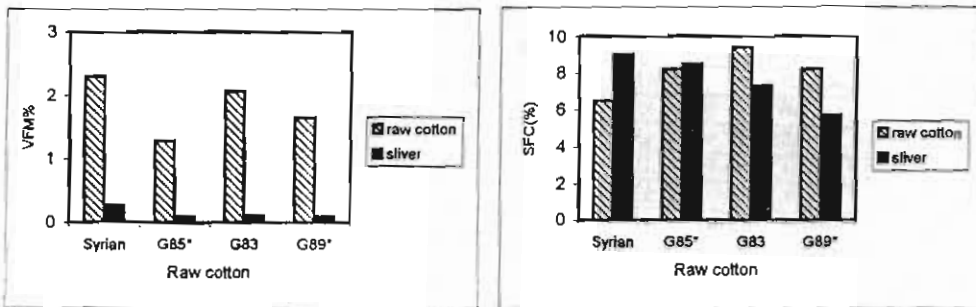 3
2
1
0
VFM%
Syrian G85* G83 G89*
Raw cotton
raw cotton
sliver
10
8
6
4
2
0
SFC(%)
Syrian G85* G83 G89*
Raw cotton
raw cotton
sliver